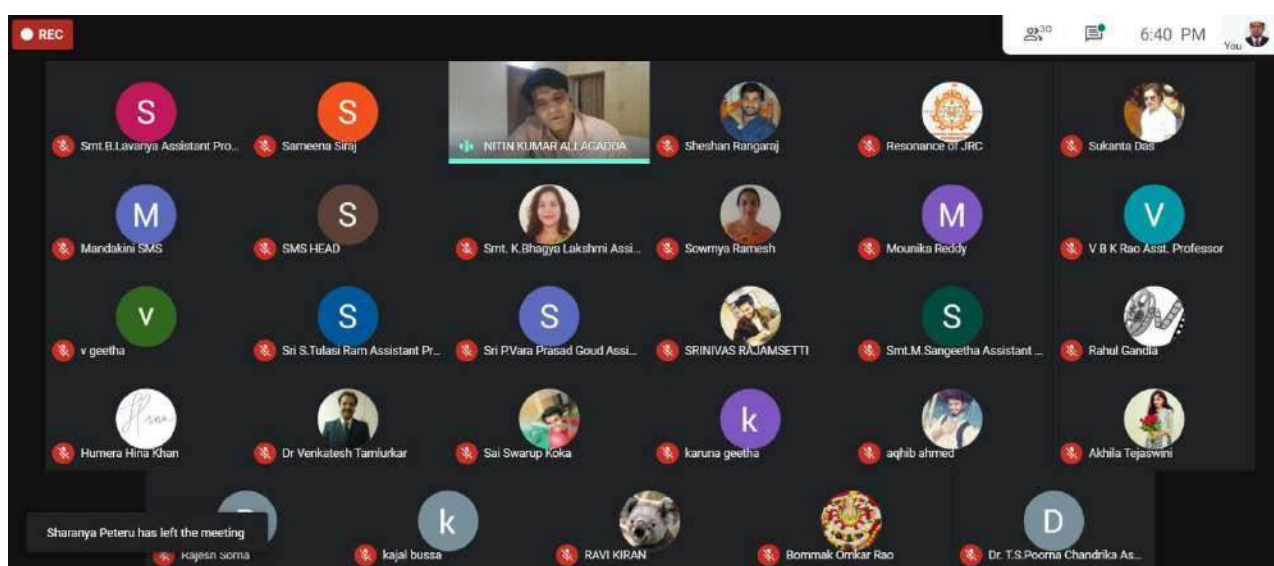 REC
30
6:40 PM
You
S
S
Smt.B.Lavanya Assistant Pro...
Sameena Siraj
NITIN KUMAR ALLAGADDA
Sheshan Rangaraj
Resonance of JRC
Sukanta Das
M
S
M
V
Mandakini SMS
SMS HEAD
Smt. K.Bhagya Lakshmi Assi...
Sowmya Ramesh
Mounika Reddy
V B K Rao Asst. Professor
v
S
S
S
v geetha
Sri S.Tulasi Ram Assistant Pr...
Sri P.Vara Prasad Goud Assi...
SRINIVAS RAJAMSETTI
Smt.M.Sangeetha Assistant ...
Rahul Gandla
Hina
k
Humera Hina Khan
Dr Venkatesh Tamlurkar
Sai Swarup Koka
karuna geetha
aqhib ahmed
Akhila Tejaswini
k
D
Sharanya Peteru has left the meeting
Rajesh Soma
kajal bussa
RAVI KIRAN
Bommak Omkar Rao
Dr. T.S.Poorna Chandrika As...